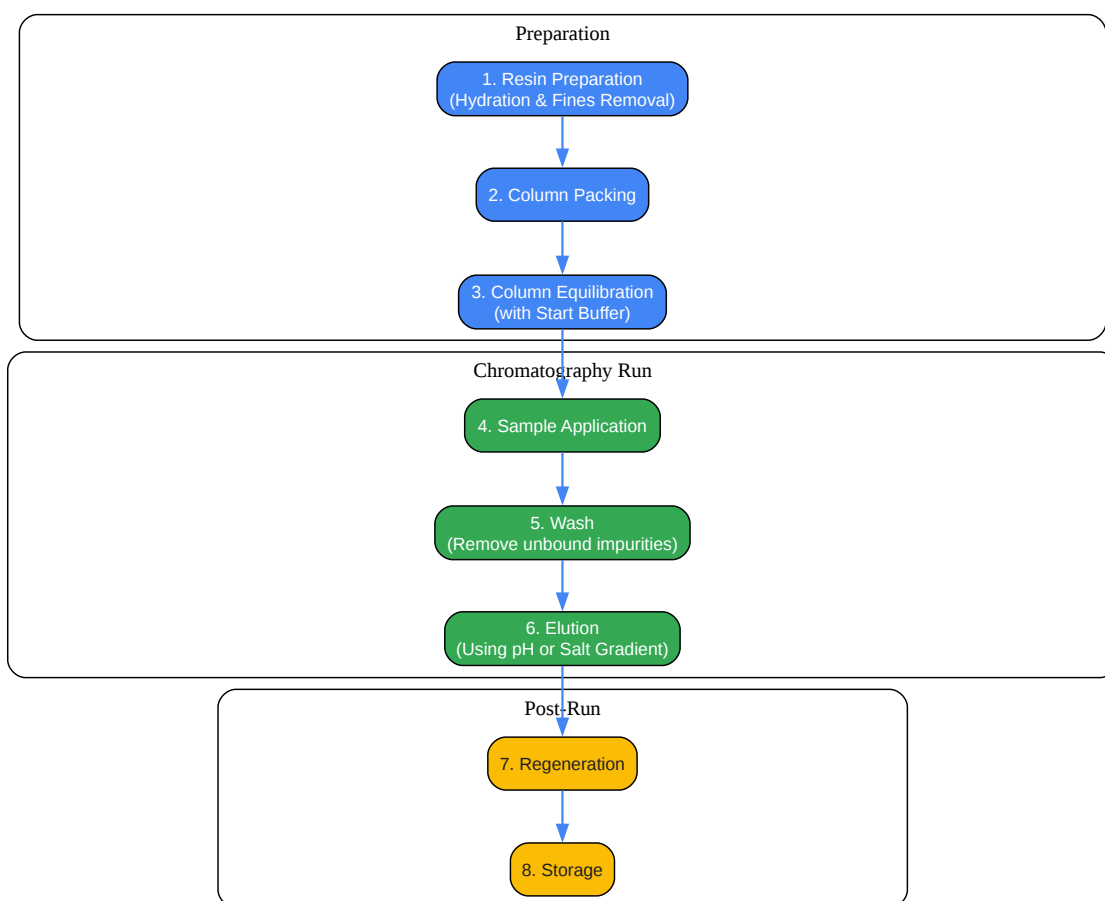 Preparation
1. Resin Preparation
(Hydration & Fines Removal)
2. Column Packing
3. Column Equilibration
(with Start Buffer)
Chromatography Run
4. Sample Application
5. Wash
(Remove unbound impurities)
6. Elution
(Using pH or Salt Gradient)
Post-Run
7. Regeneration
8. Storage